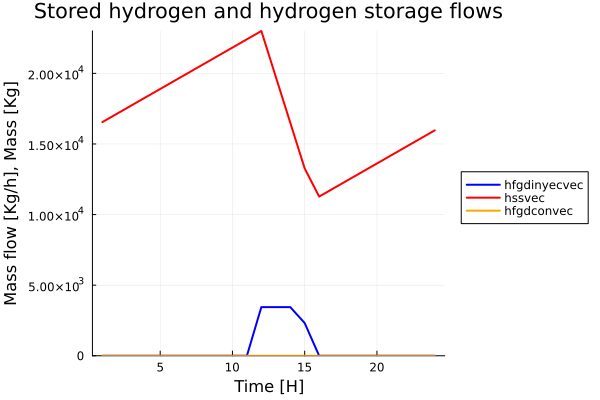 Stored hydrogen and hydrogen storage flows
Mass flow [Kg/h], Mass [Kg]
2.00×10⁴
1.50×10⁴
1.00×10⁴
5.00×10³
0
5 10 15 20
Time [H]
hfgdinyecvec
hssvec
hfgdconvec